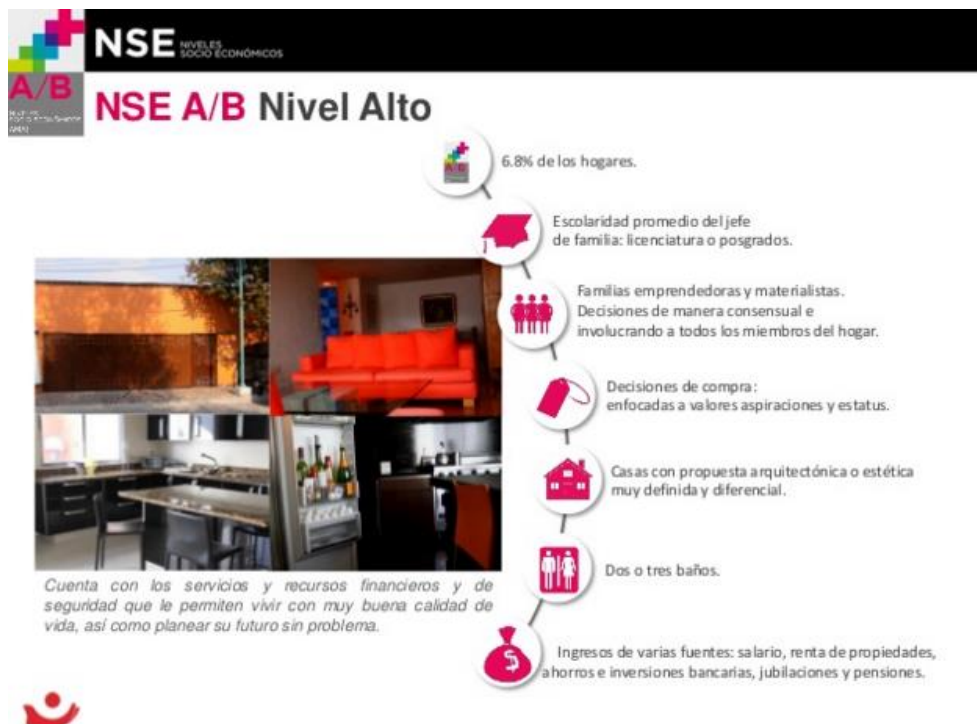 NSE NIVELES
SOCIO ECONÓMICOS
A/B
NSE A/B Nivel Alto
6.8% de los hogares.
Escolaridad promedio del jefe
de familia: licenciatura o posgrados.
Familias emprendedoras y materialistas.
Decisiones de manera consensual e
involucrando a todos los miembros del hogar.
Decisiones de compra:
enfocadas a valores aspiraciones y estatus.
Casas con propuesta arquitectónica o estética
muy definida y diferencial.
Dos o tres baños.
Ingresos de varias fuentes: salario, renta de propiedades,
ahorros e inversiones bancarias, jubilaciones y pensiones.
Cuenta con los servicios y recursos financieros y de
seguridad que le permiten vivir con muy buena calidad de
vida, así como planear su futuro sin problema.